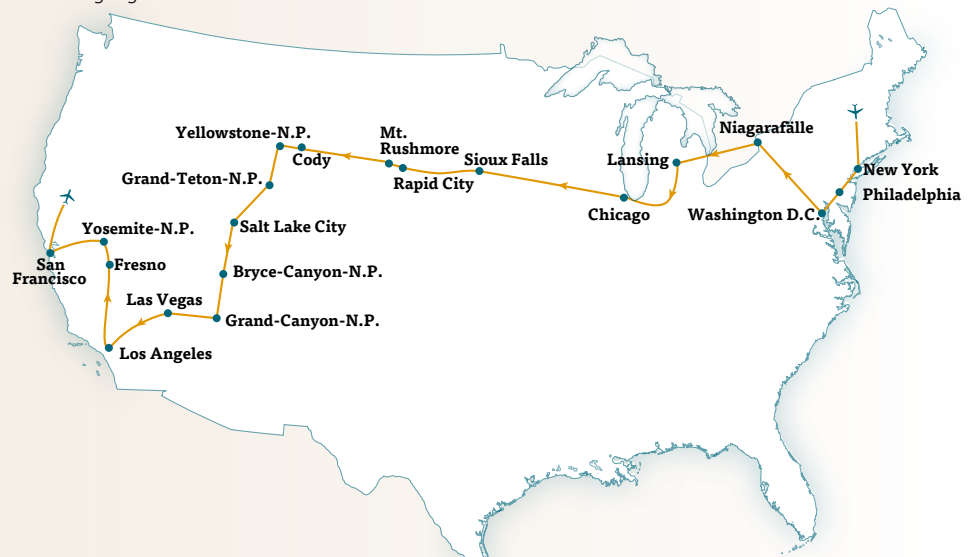 Yellowstone-N.P.
Cody
Mt.
Rushmore
Rapid City
Sioux Falls
Niagarafälle
Lansing
New York
Philadelphia
Washington D.C.
Chicago
Grand-Teton-N.P.
Salt Lake City
Yosemite-N.P.
San
Francisco
Fresno
Bryce-Canyon-N.P.
Las Vegas
Grand-Canyon-N.P.
Los Angeles